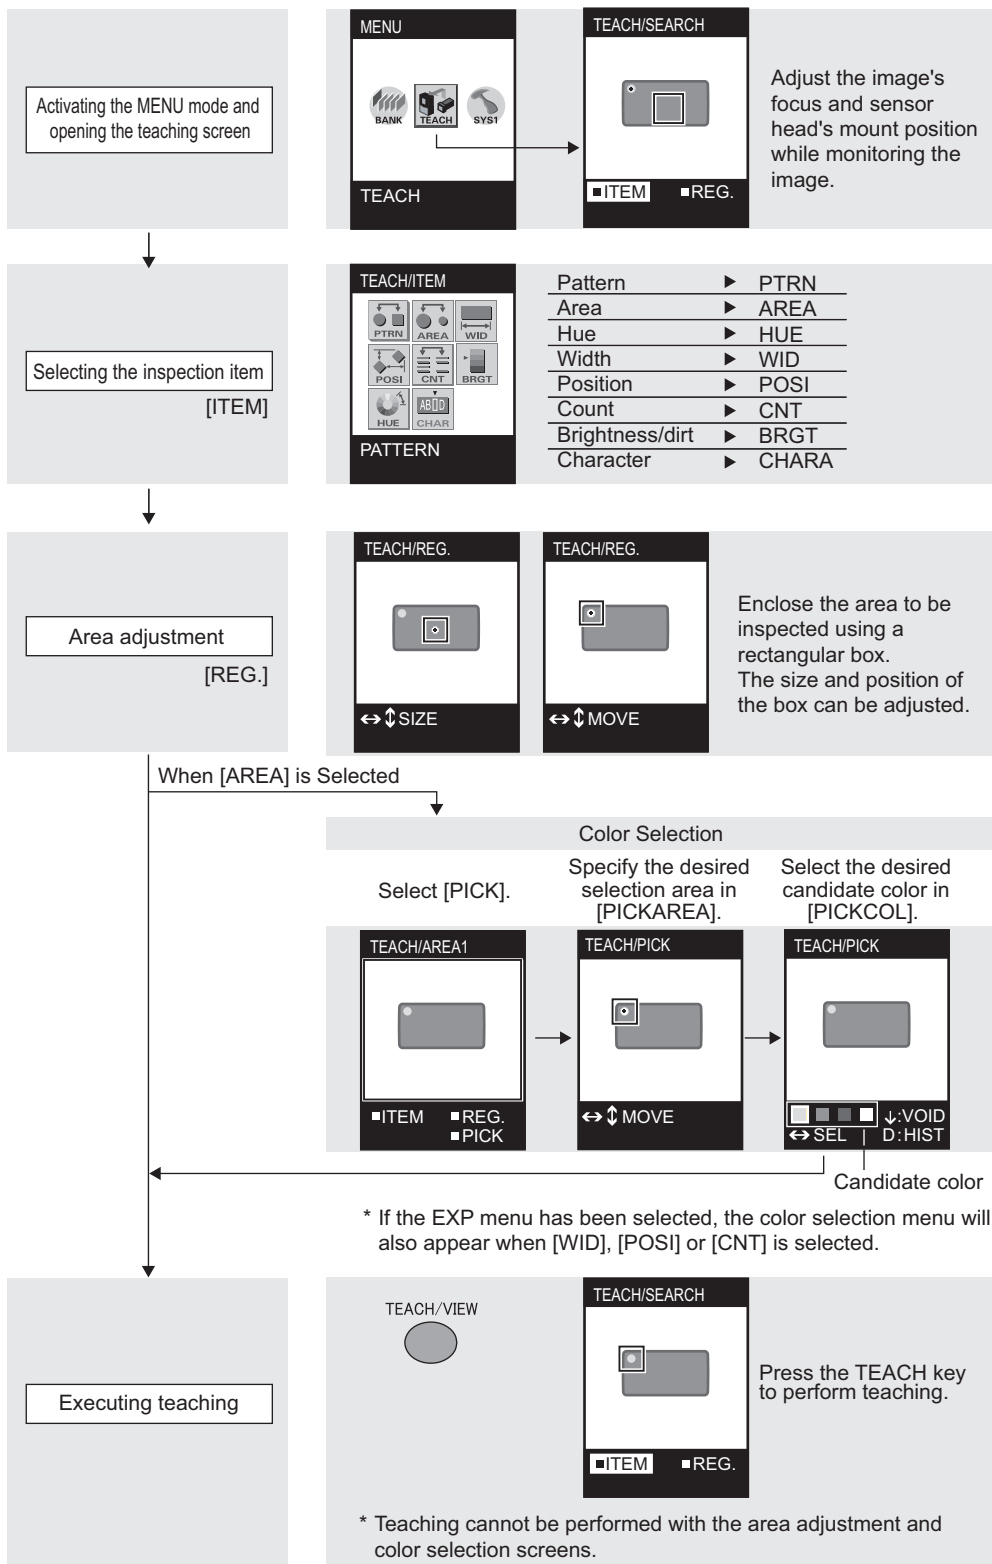 Activating the MENU mode and
opening the teaching screen
MENU
BANK
TEACH
SYS1
TEACH
TEACH/SEARCH
■ITEM ■REG.
Adjust the image's
focus and sensor
head's mount position
while monitoring the
image.
Selecting the inspection item
[ITEM]
TEACH/ITEM
PTRN
AREA
WID
POSI
CNT
BRGT
HUE
AB▯D
CHAR
PATTERN
Pattern ▶ PTRN
Area ▶ AREA
Hue ▶ HUE
Width ▶ WID
Position ▶ POSI
Count ▶ CNT
Brightness/dirt ▶ BRGT
Character ▶ CHARA
Area adjustment
[REG.]
TEACH/REG.
↔↕SIZE
TEACH/REG.
↔↕MOVE
Enclose the area to be
inspected using a
rectangular box.
The size and position of
the box can be adjusted.
When [AREA] is Selected
Color Selection
Select [PICK].
Specify the desired
selection area in
[PICKAREA].
Select the desired
candidate color in
[PICKCOL].
TEACH/AREA1
■ITEM ■REG.
■PICK
TEACH/PICK
↔↕MOVE
TEACH/PICK
↓:VOID
↔ SEL D:HIST
Candidate color
* If the EXP menu has been selected, the color selection menu will
also appear when [WID], [POSI] or [CNT] is selected.
Executing teaching
TEACH/VIEW
TEACH/SEARCH
■ITEM ■REG.
Press the TEACH key
to perform teaching.
* Teaching cannot be performed with the area adjustment and
color selection screens.